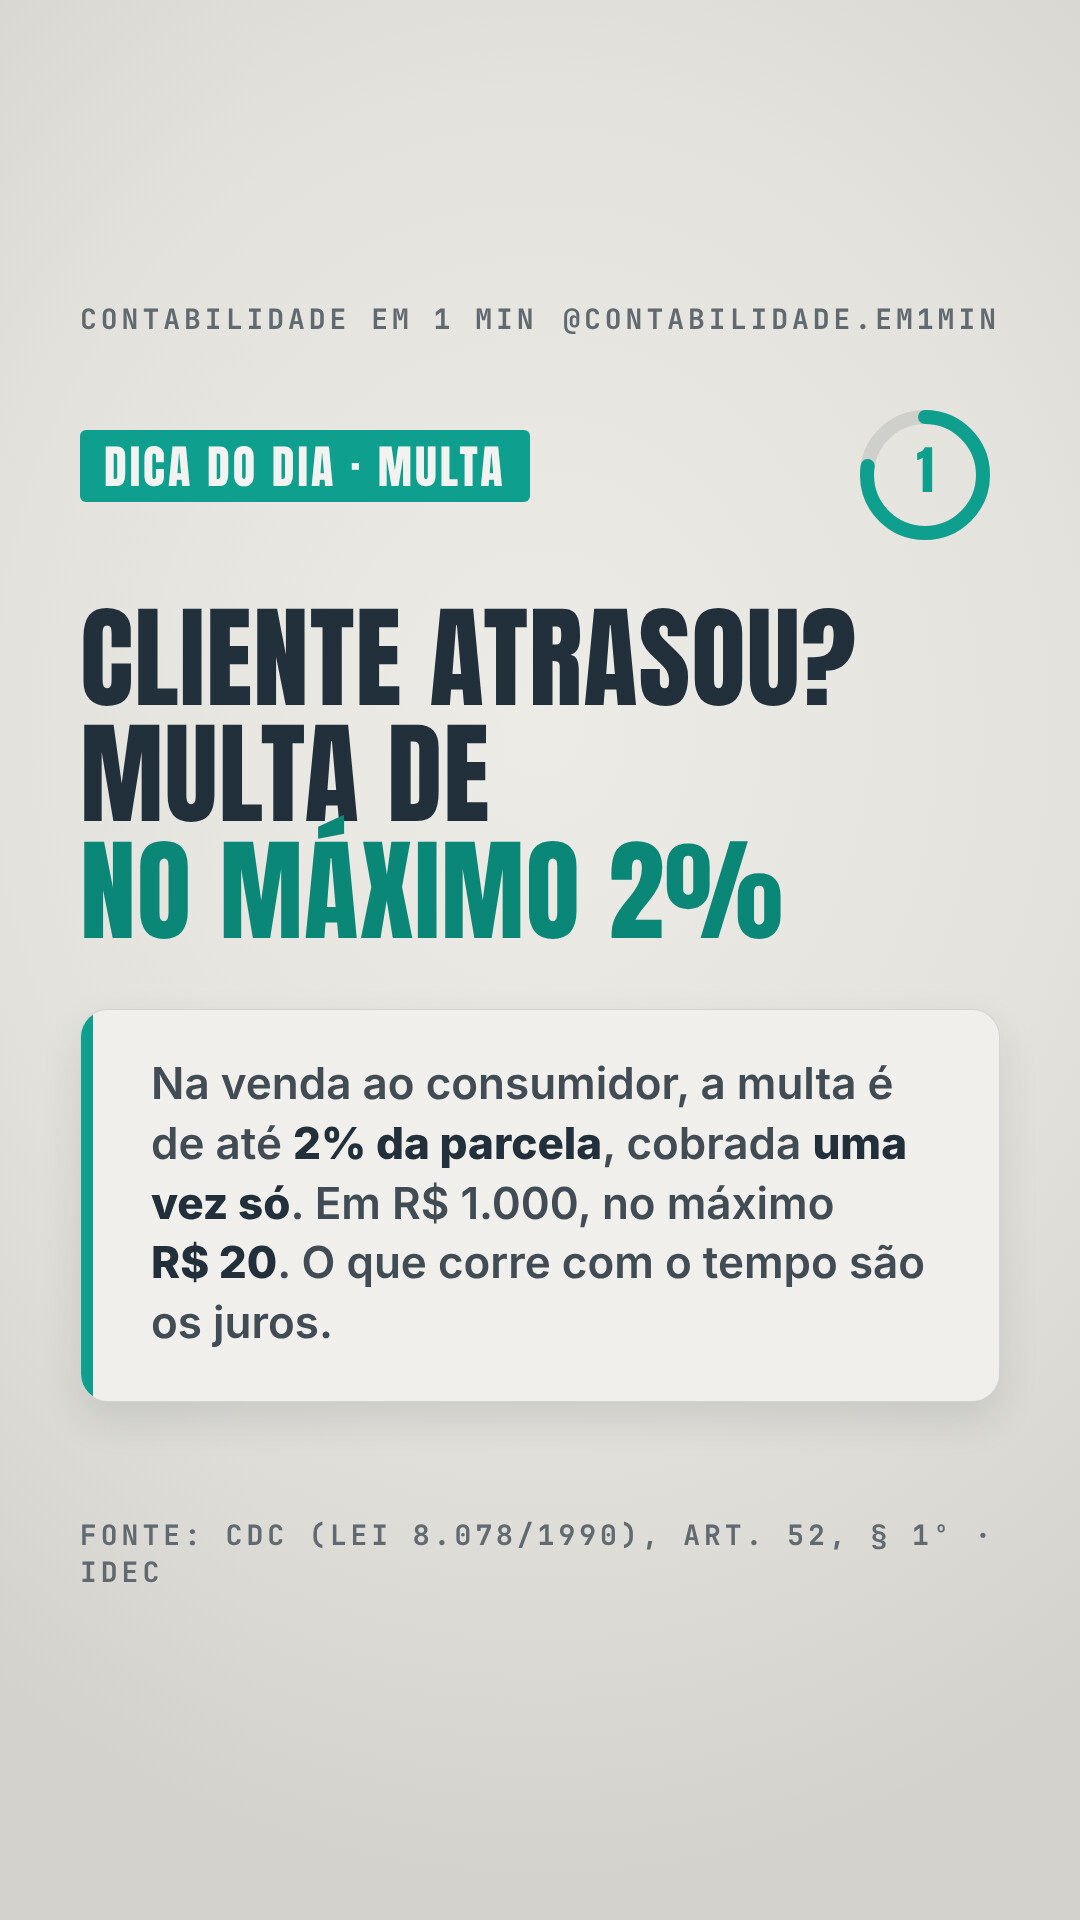 CONTABILIDADE EM 1 MIN @CONTABILIDADE.EM1MIN
DICA DO DIA · MULTA
1
CLIENTE ATRASOU?
MULTA DE
NO MÁXIMO 2%
Na venda ao consumidor, a multa é
de até 2% da parcela, cobrada uma
vez só. Em R$ 1.000, no máximo
R$ 20. O que corre com o tempo são
os juros.
FONTE: CDC (LEI 8.078/1990), ART. 52, § 1º ·
IDEC